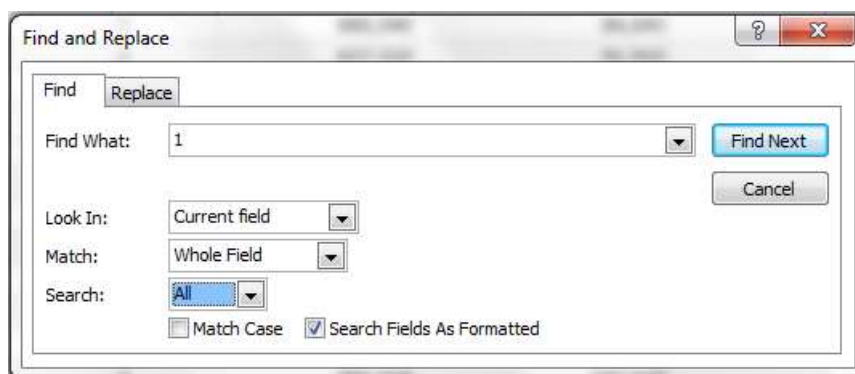 Find and Replace
Find Replace
Find What: 1 Find Next
Cancel
Look In: Current field
Match: Whole Field
Search: All
Match Case Search Fields As Formatted